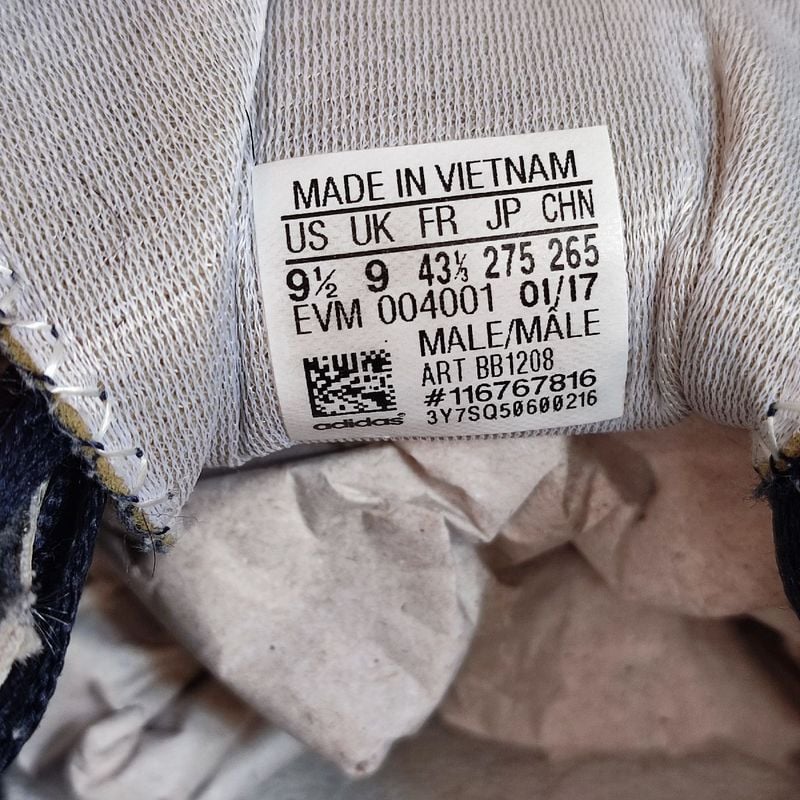 MADE IN VIETNAM
US UK FR JP CHN
9½ 9 43⅓ 275 265
EVM 004001 01/17
MALE/MÂLE
ART BB1208
#116767816
adidas® 3Y7SQ50600216